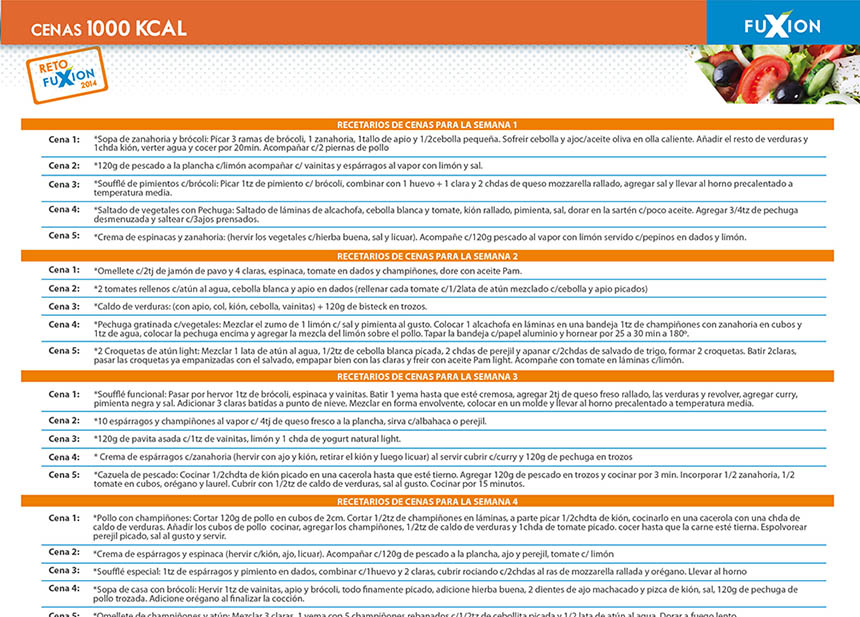 CENAS 1000 KCAL
FUXION
RETO
FUXION
2014
RECETARIOS DE CENAS PARA LA SEMANA 1
Cena 1: *Sopa de zanahoria y brócoli: Picar 3 ramas de brócoli, 1 zanahoria, 1tallo de apio y 1/2cebolla pequeña. Sofreir cebolla y ajoc/aceite oliva en olla caliente. Añadir el resto de verduras y
1chda kión, verter agua y cocer por 20min. Acompañar c/2 piernas de pollo
Cena 2: *120g de pescado a la plancha c/limón acompañar c/ vainitas y espárragos al vapor con limón y sal.
Cena 3: *Soufflé de pimientos c/brócoli: Picar 1tz de pimiento c/ brócoli, combinar con 1 huevo + 1 clara y 2 chdas de queso mozzarella rallado, agregar sal y llevar al horno precalentado a
temperatura media.
Cena 4: *Saltado de vegetales con Pechuga: Saltado de láminas de alcachofa, cebolla blanca y tomate, kión rallado, pimienta, sal, dorar en la sartén c/poco aceite. Agregar 3/4tz de pechuga
desmenuzada y saltear c/3ajos prensados.
Cena 5: *Crema de espinacas y zanahoria: (hervir los vegetales c/hierba buena, sal y licuar). Acompañe c/120g pescado al vapor con limón servido c/pepinos en dados y limón.
RECETARIOS DE CENAS PARA LA SEMANA 2
Cena 1: *Omellete c/2tj de jamón de pavo y 4 claras, espinaca, tomate en dados y champiñones, dore con aceite Pam.
Cena 2: *2 tomates rellenos c/atún al agua, cebolla blanca y apio en dados (rellenar cada tomate c/1/2lata de atún mezclado c/cebolla y apio picados)
Cena 3: *Caldo de verduras: (con apio, col, kión, cebolla, vainitas) + 120g de bisteck en trozos.
Cena 4: *Pechuga gratinada c/vegetales: Mezclar el zumo de 1 limón c/ sal y pimienta al gusto. Colocar 1 alcachofa en láminas en una bandeja 1tz de champiñones con zanahoria en cubos y
1tz de agua, colocar la pechuga encima y agregar la mezcla del limón sobre el pollo. Tapar la bandeja c/papel aluminio y hornear por 25 a 30 min a 180º.
Cena 5: *2 Croquetas de atún light: Mezclar 1 lata de atún al agua, 1/2tz de cebolla blanca picada, 2 chdas de perejil y apanar c/2chdas de salvado de trigo, formar 2 croquetas. Batir 2claras,
pasar las croquetas ya empanizadas con el salvado, empapar bien con las claras y freir con aceite Pam light. Acompañe con tomate en láminas c/limón.
RECETARIOS DE CENAS PARA LA SEMANA 3
Cena 1: *Soufflé funcional: Pasar por hervor 1tz de brócoli, espinaca y vainitas. Batir 1 yema hasta que esté cremosa, agregar 2tj de queso freso rallado, las verduras y revolver, agregar curry,
pimienta negra y sal. Adicionar 3 claras batidas a punto de nieve. Mezclar en forma envolvente, colocar en un molde y llevar al horno precalentado a temperatura media.
Cena 2: *10 espárragos y champiñones al vapor c/ 4tj de queso fresco a la plancha, sirva c/albahaca o perejil.
Cena 3: *120g de pavita asada c/1tz de vainitas, limón y 1 chda de yogurt natural light.
Cena 4: * Crema de espárragos c/zanahoria (hervir con ajo y kión, retirar el kión y luego licuar) al servir cubrir c/curry y 120g de pechuga en trozos
Cena 5: *Cazuela de pescado: Cocinar 1/2chdta de kión picado en una cacerola hasta que esté tierno. Agregar 120g de pescado en trozos y cocinar por 3 min. Incorporar 1/2 zanahoria, 1/2
tomate en cubos, orégano y laurel. Cubrir con 1/2tz de caldo de verduras, sal al gusto. Cocinar por 15 minutos.
RECETARIOS DE CENAS PARA LA SEMANA 4
Cena 1: *Pollo con champiñones: Cortar 120g de pollo en cubos de 2cm. Cortar 1/2tz de champiñones en láminas, a parte picar 1/2chdta de kión, cocinarlo en una cacerola con una chda de
caldo de verduras. Añadir los cubos de pollo cocinar, agregar los champiñones, 1/2tz de caldo de verduras y 1chda de tomate picado. cocer hasta que la carne esté tierna. Espolvorear
perejil picado, sal al gusto y servir.
Cena 2: *Crema de espárragos y espinaca (hervir c/kión, ajo, licuar). Acompañar c/120g de pescado a la plancha, ajo y perejil, tomate c/ limón
Cena 3: *Soufflé especial: 1tz de espárragos y pimiento en dados, combinar c/1huevo y 2 claras, cubrir rociando c/2chdas al ras de mozzarella rallada y orégano. Llevar al horno
Cena 4: *Sopa de casa con brócoli: Hervir 1tz de vainitas, apio y brócoli, todo finamente picado, adicione hierba buena, 2 dientes de ajo machacado y pizca de kión, sal, 120g de pechuga de
pollo trozada. Adicione orégano al finalizar la cocción.
Cena 5: *Omellete de champiñones y atún: Mezclar 3 claras, 1 yema con 5 champiñones rebanados c/1/2tz de cebollita picada y 1/2 lata de atún al agua. Dorar a fuego lento